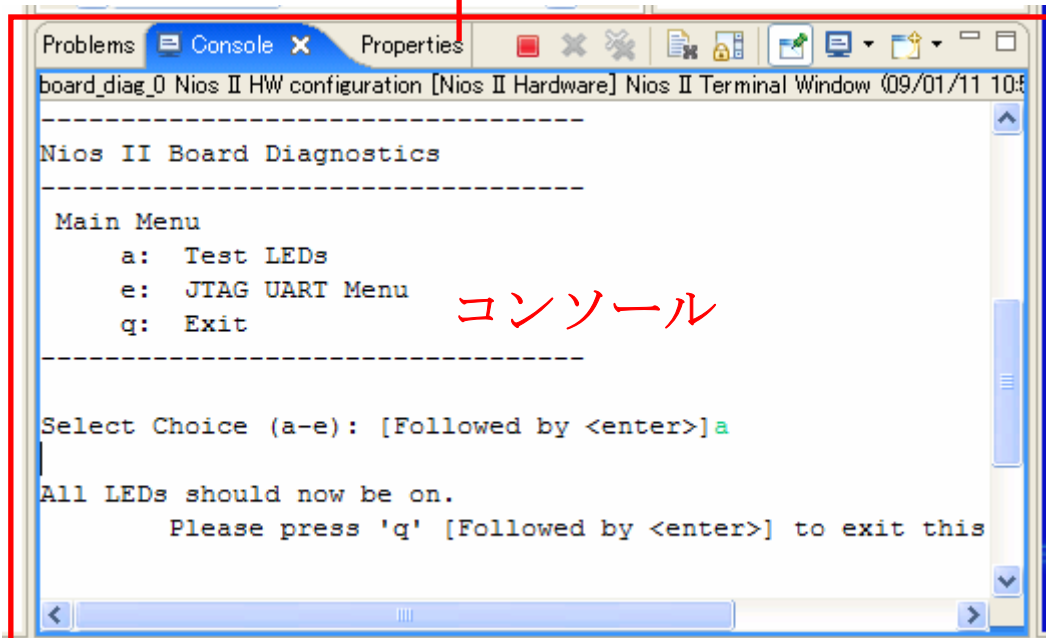 Problems Console Properties
board_diag_0 Nios II HW configuration [Nios II Hardware] Nios II Terminal Window (09/01/11 10:5
----------------------------------
Nios II Board Diagnostics
----------------------------------
Main Menu
a: Test LEDs
e: JTAG UART Menu
コンソール
q: Exit
----------------------------------
Select Choice (a-e): [Followed by <enter>]a
All LEDs should now be on.
Please press 'q' [Followed by <enter>] to exit this